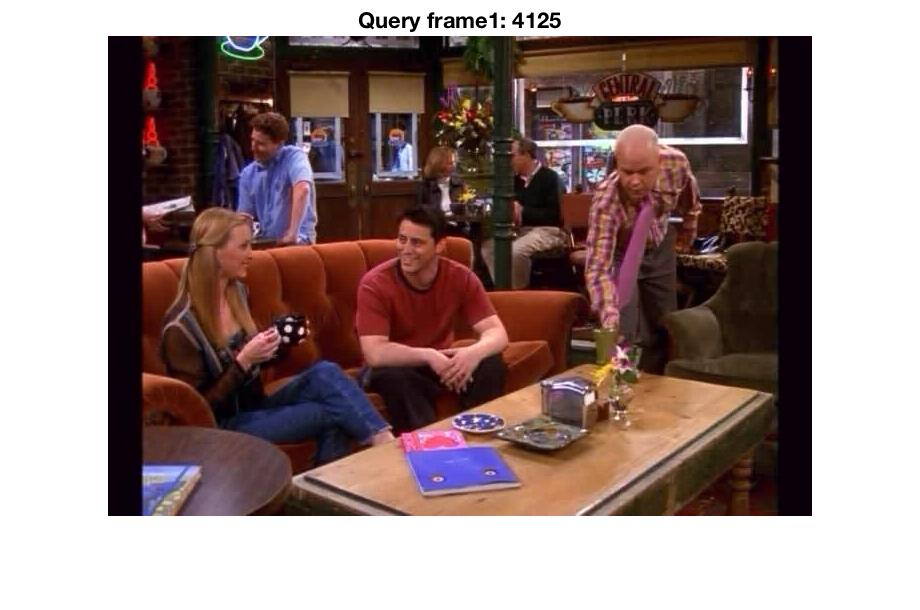 Query frame1: 4125
CENTRAL
PERK